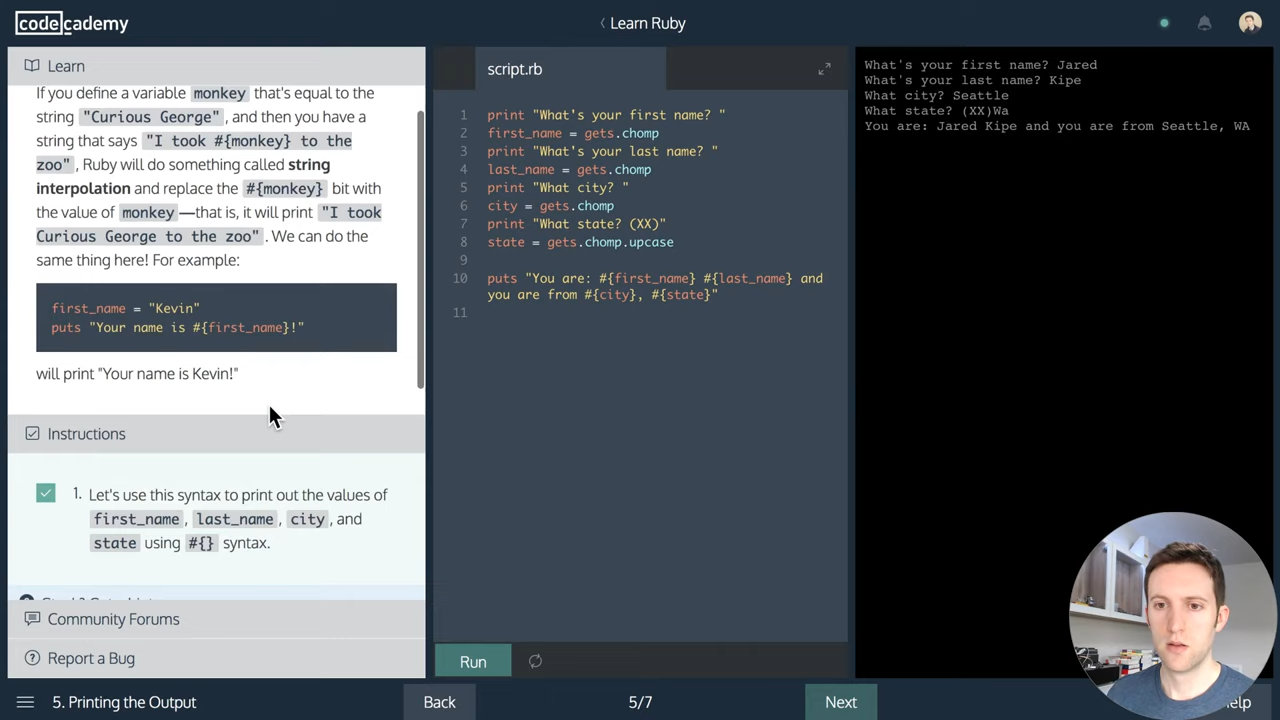 codecademy
Learn Ruby
Learn
If you define a variable monkey that's equal to the
string "Curious George", and then you have a
string that says "I took #{monkey} to the
zoo", Ruby will do something called string
interpolation and replace the #{monkey} bit with
the value of monkey—that is, it will print "I took
Curious George to the zoo". We can do the
same thing here! For example:
first_name = "Kevin"
puts "Your name is #{first_name}!"
will print "Your name is Kevin!"
Instructions
1. Let's use this syntax to print out the values of
first_name, last_name, city, and
state using #{} syntax.
Community Forums
Report a Bug
script.rb
1 print "What's your first name? "
2 first_name = gets.chomp
3 print "What's your last name? "
4 last_name = gets.chomp
5 print "What city? "
6 city = gets.chomp
7 print "What state? (XX)"
8 state = gets.chomp.upcase
9
10 puts "You are: #{first_name} #{last_name} and
you are from #{city}, #{state}"
11
Run
What's your first name? Jared
What's your last name? Kipe
What city? Seattle
What state? (XX)Wa
You are: Jared Kipe and you are from Seattle, WA
5. Printing the Output
Back
5/7
Next